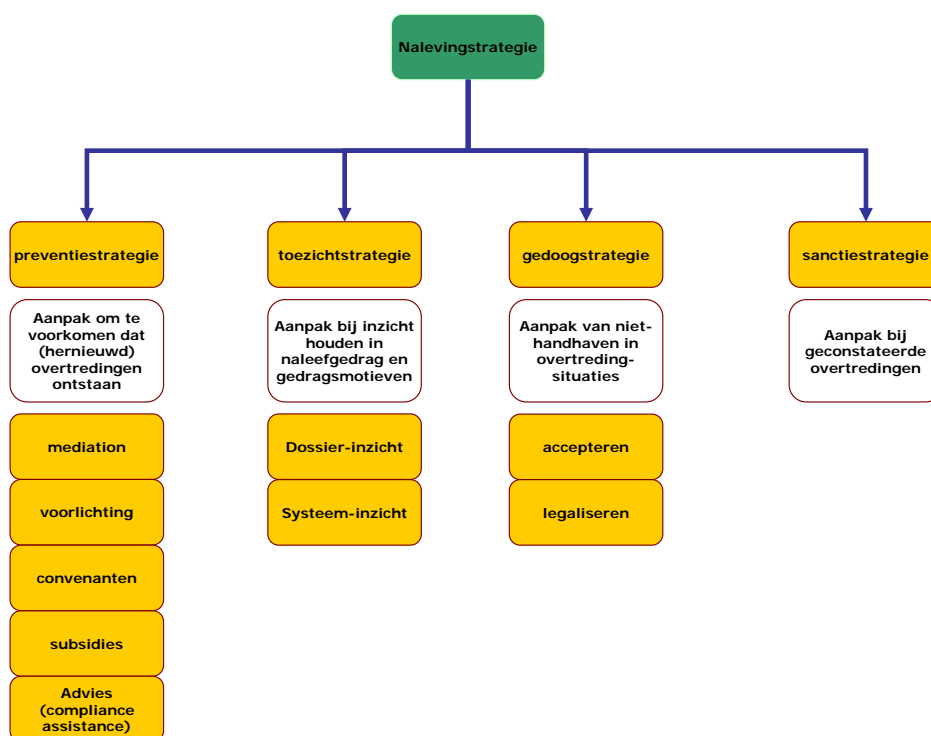 Nalevingstrategie
preventiestrategie
toezichtstrategie
gedoogstrategie
sanctiestrategie
Aanpak om te
voorkomen dat
(hernieuwd)
overtredingen
ontstaan
Aanpak bij inzicht
houden in
naleefgedrag en
gedragsmotieven
Aanpak van niet-
handhaven in
overtreding-
situaties
Aanpak bij
geconstateerde
overtredingen
mediation
voorlichting
convenanten
subsidies
Advies
(compliance
assistance)
Dossier-inzicht
Systeem-inzicht
accepteren
legaliseren